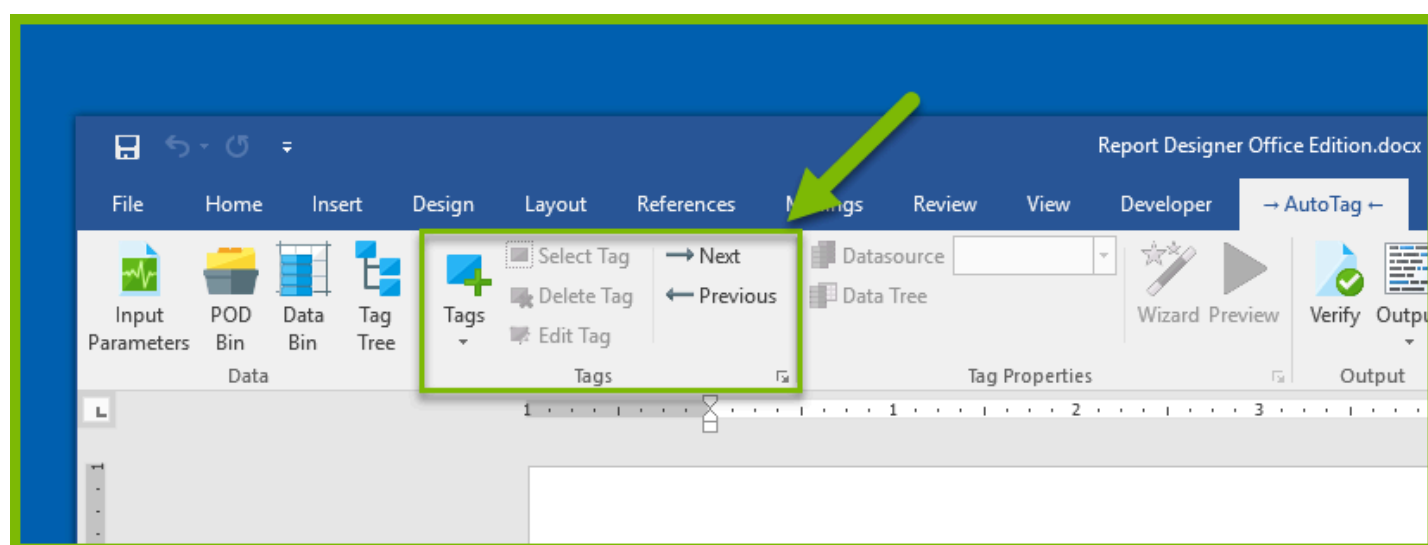 Report Designer Office Edition.docx
File Home Insert Design Layout References Review View Developer → AutoTag ←
Select Tag → Next Datasource
Delete Tag ← Previous Data Tree
Input Parameters POD Bin Data Bin Tag Tree Tags Edit Tag Wizard Preview Verify
Data Tags Tag Properties Output
1 1 2 3
1